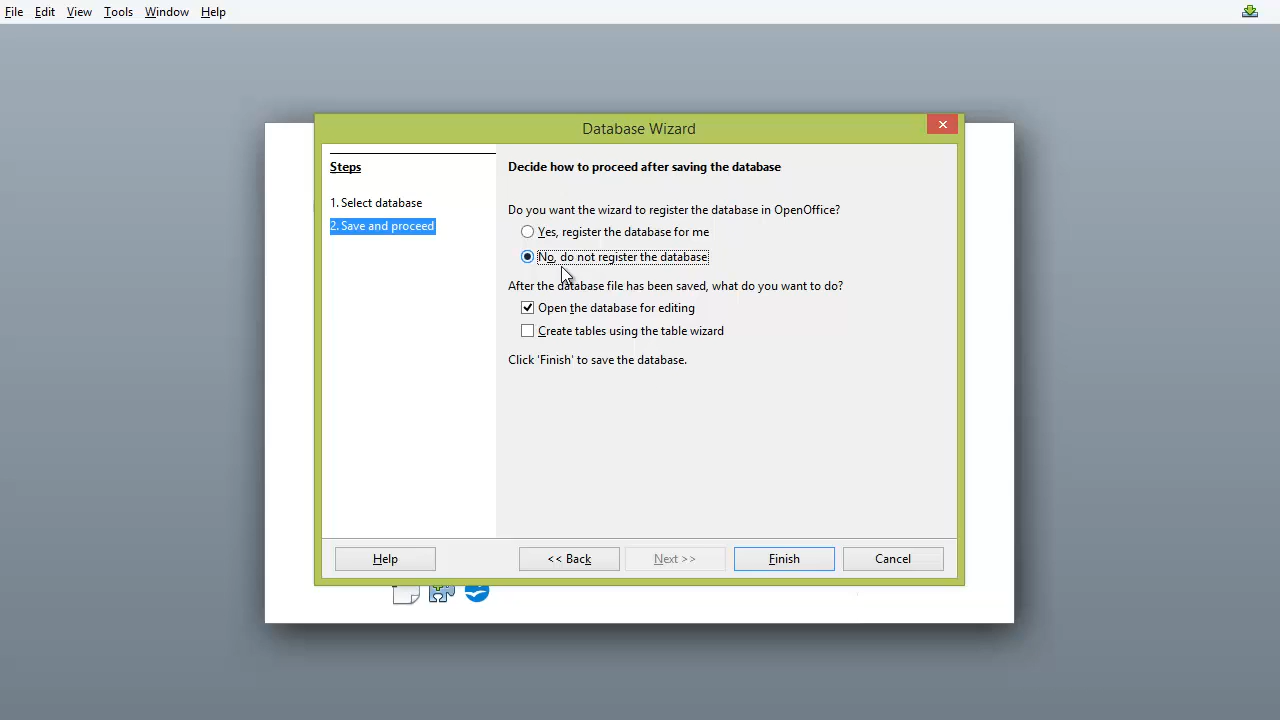 File Edit View Tools Window Help
Database Wizard
Steps
1. Select database
2. Save and proceed
Decide how to proceed after saving the database
Do you want the wizard to register the database in OpenOffice?
Yes, register the database for me
No, do not register the database
After the database file has been saved, what do you want to do?
Open the database for editing
Create tables using the table wizard
Click 'Finish' to save the database.
Help << Back Next >> Finish Cancel